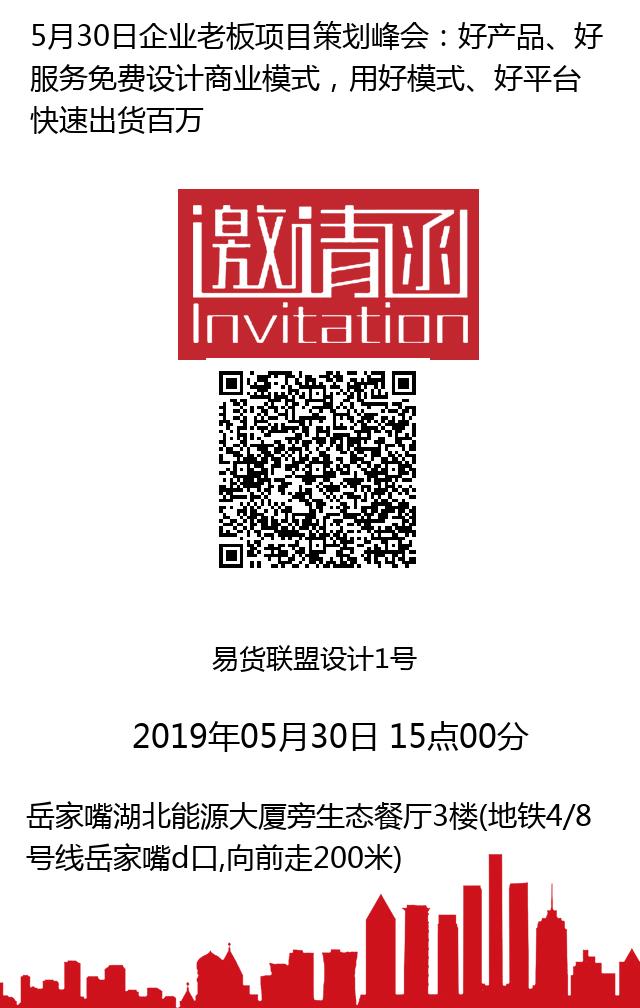 5月30日企业老板项目策划峰会：好产品、好
服务免费设计商业模式，用好模式、好平台
快速出货百万
邀请函
Invitation
易货联盟设计1号
2019年05月30日 15点00分
岳家嘴湖北能源大厦旁生态餐厅3楼(地铁4/8
号线岳家嘴d口,向前走200米)